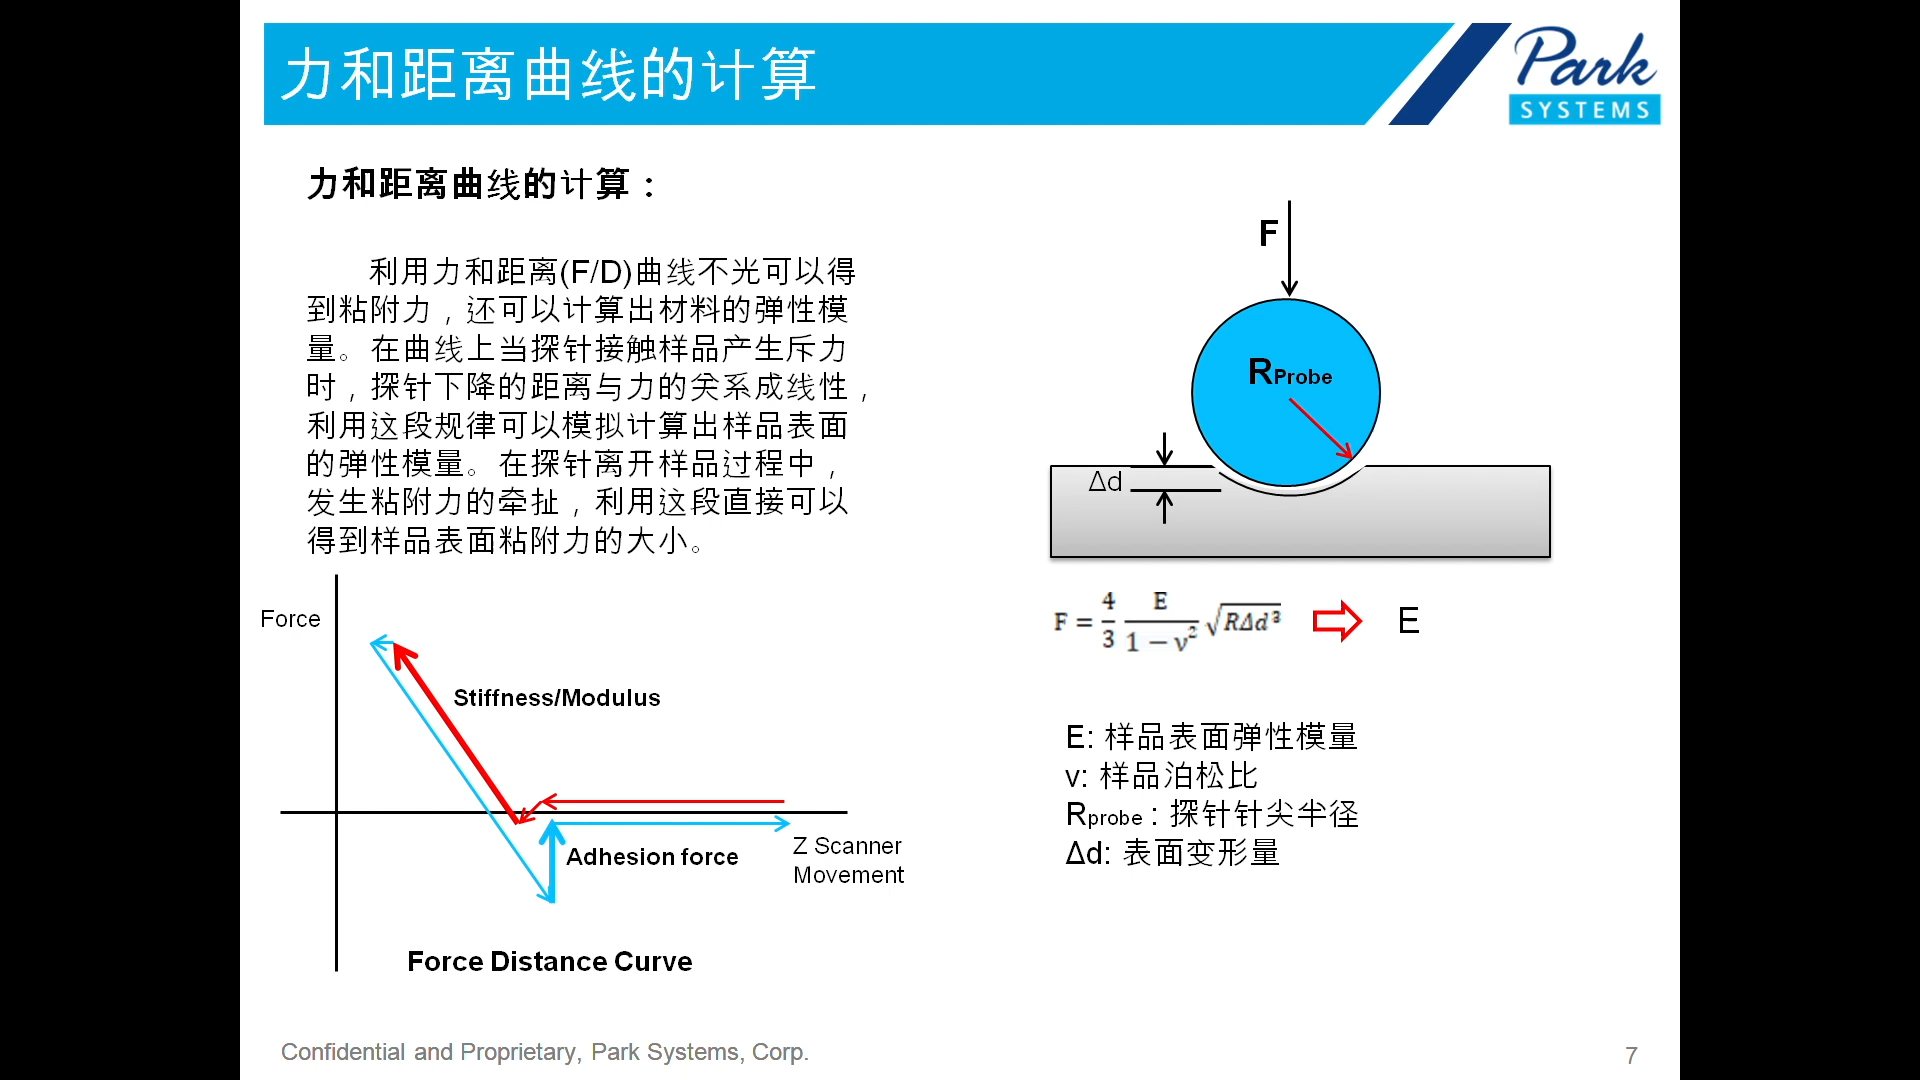 力和距离曲线的计算
Park
SYSTEMS
力和距离曲线的计算：
利用力和距离(F/D)曲线不光可以得
到粘附力，还可以计算出材料的弹性模
量。在曲线上当探针接触样品产生斥力
时，探针下降的距离与力的关系成线性，
利用这段规律可以模拟计算出样品表面
的弹性模量。在探针离开样品过程中，
发生粘附力的牵扯，利用这段直接可以
得到样品表面粘附力的大小。
F
RProbe
Δd
F = 4/3 E/(1 − ν²) √(RΔd³)
E
E: 样品表面弹性模量
v: 样品泊松比
Rprobe : 探针针尖半径
Δd: 表面变形量
Force
Stiffness/Modulus
Adhesion force
Z Scanner
Movement
Force Distance Curve
Confidential and Proprietary, Park Systems, Corp.
7